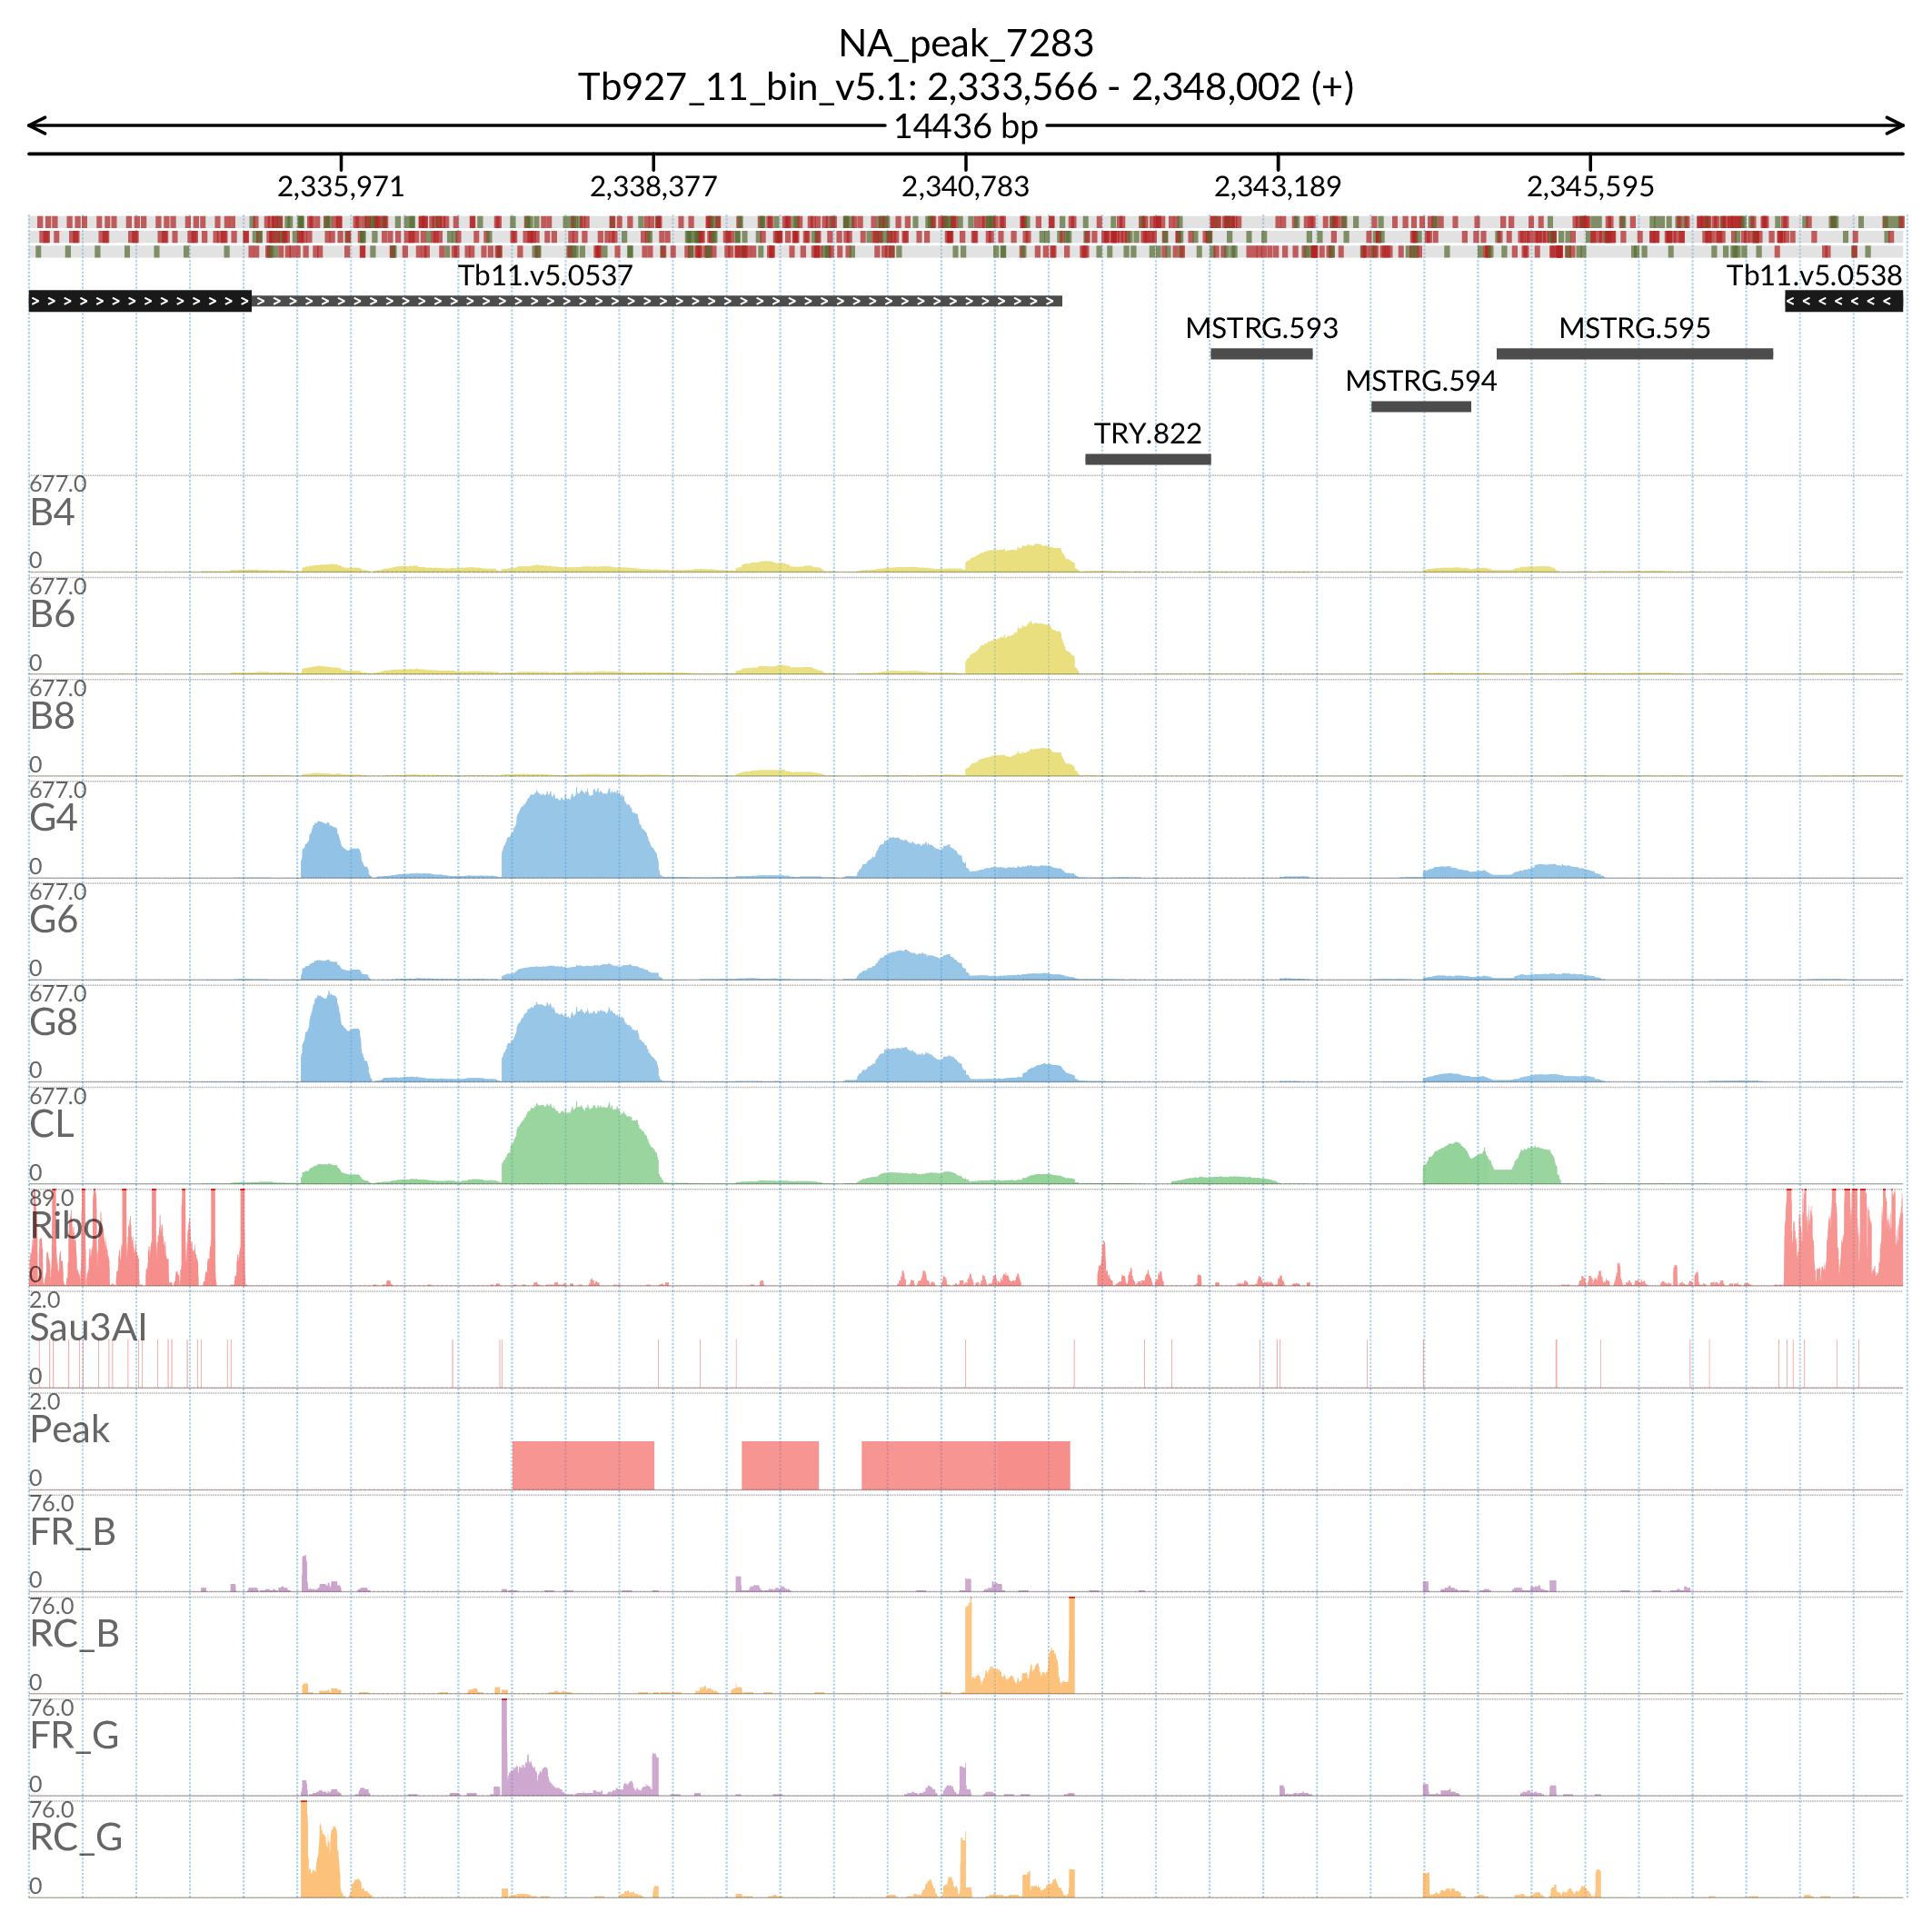 NA_peak_7283
Tb927_11_bin_v5.1: 2,333,566 - 2,348,002 (+)
14436 bp
2,335,971 2,338,377 2,340,783 2,343,189 2,345,595
Tb11.v5.0537 Tb11.v5.0538
MSTRG.593 MSTRG.595
MSTRG.594
TRY.822
677.0
B4
0
677.0
B6
0
677.0
B8
0
677.0
G4
0
677.0
G6
0
677.0
G8
0
677.0
CL
0
89.0
Ribo
0
2.0
Sau3AI
0
2.0
Peak
0
76.0
FR_B
0
76.0
RC_B
0
76.0
FR_G
0
76.0
RC_G
0